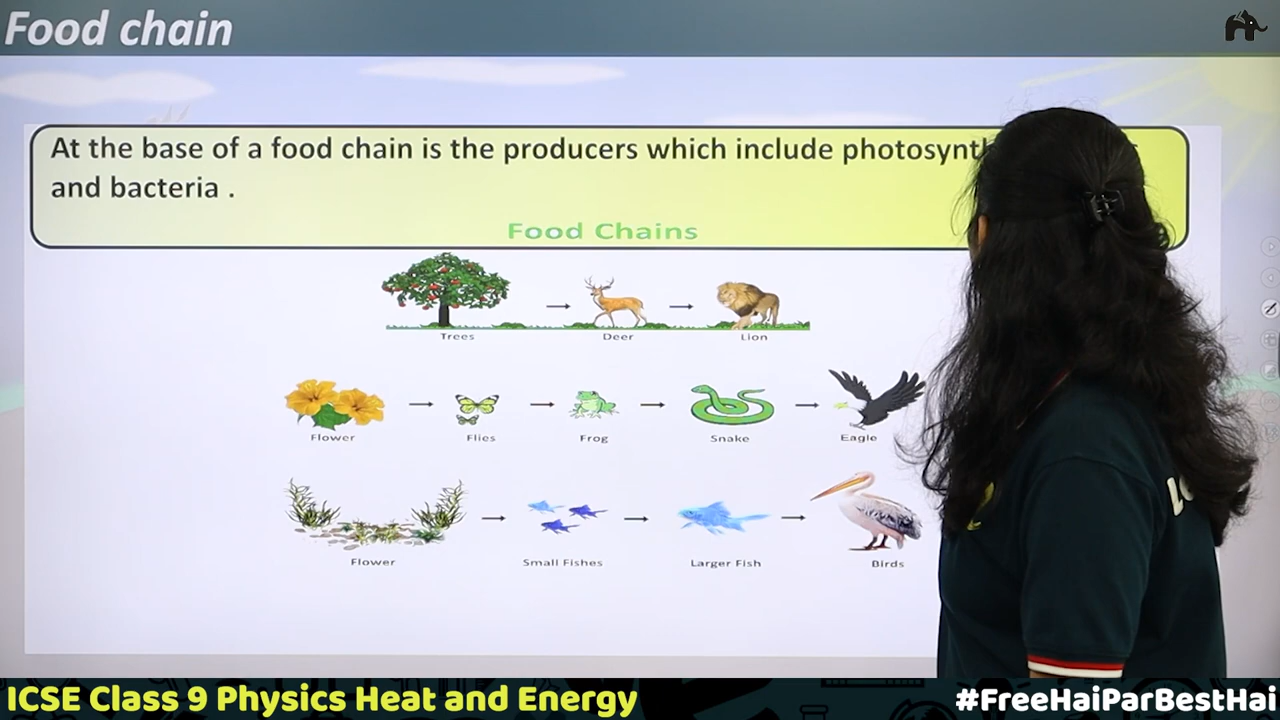 Food chain
At the base of a food chain is the producers which include
and bacteria .
Food Chains
Trees Deer Lion
Flower Flies Frog Snake Eagle
Flower Small Fishes Larger Fish Birds
ICSE Class 9 Physics Heat and Energy #FreeHaiParBestHai